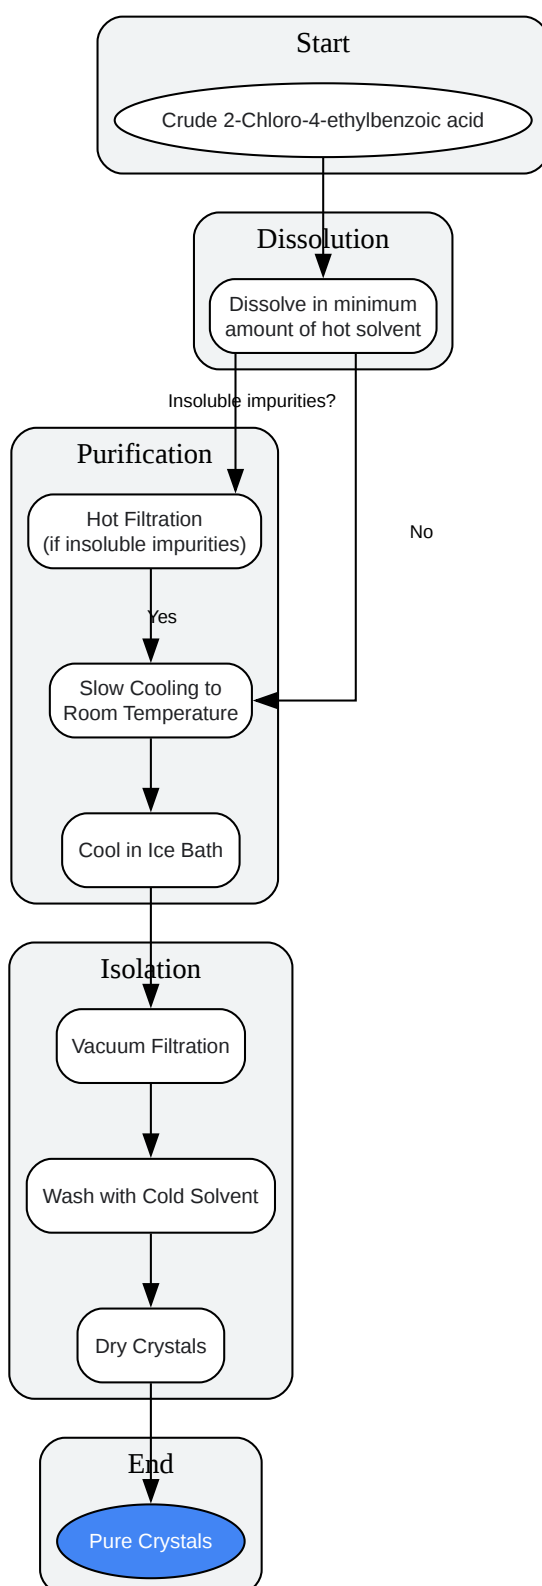 Start
Crude 2-Chloro-4-ethylbenzoic acid
Dissolution
Dissolve in minimum
amount of hot solvent
Insoluble impurities?
Purification
Hot Filtration
(if insoluble impurities)
No
Yes
Slow Cooling to
Room Temperature
Cool in Ice Bath
Isolation
Vacuum Filtration
Wash with Cold Solvent
Dry Crystals
End
Pure Crystals